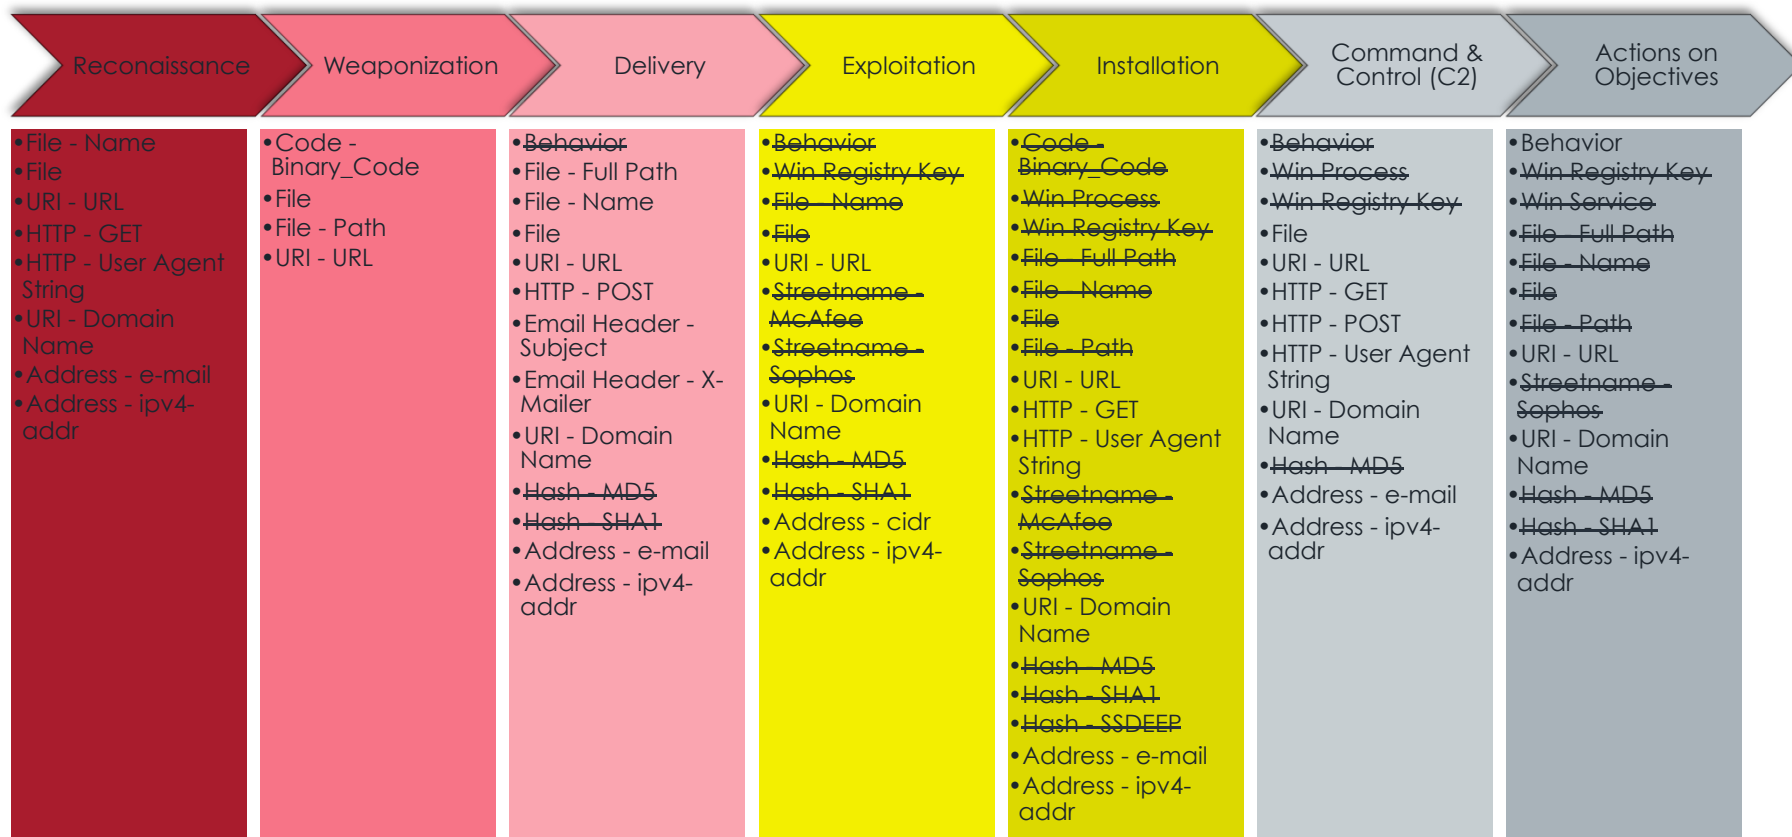 Reconaissance
Weaponization
Delivery
Exploitation
Installation
Command &
Control (C2)
Actions on
Objectives
•File - Name
•File
•URI - URL
•HTTP - GET
•HTTP - User Agent
String
•URI - Domain
Name
•Address - e-mail
•Address - ipv4-
addr
•Code -
Binary_Code
•File
•File - Path
•URI - URL
•Behavior
•File - Full Path
•File - Name
•File
•URI - URL
•HTTP - POST
•Email Header -
Subject
•Email Header - X-
Mailer
•URI - Domain
Name
•Hash - MD5
•Hash - SHA1
•Address - e-mail
•Address - ipv4-
addr
•Behavior
•Win Registry Key
•File - Name
•File
•URI - URL
•Streetname -
McAfee
•Streetname -
Sophos
•URI - Domain
Name
•Hash - MD5
•Hash - SHA1
•Address - cidr
•Address - ipv4-
addr
•Code -
Binary_Code
•Win Process
•Win Registry Key
•File - Full Path
•File - Name
•File
•File - Path
•URI - URL
•HTTP - GET
•HTTP - User Agent
String
•Streetname -
McAfee
•Streetname -
Sophos
•URI - Domain
Name
•Hash - MD5
•Hash - SHA1
•Hash - SSDEEP
•Address - e-mail
•Address - ipv4-
addr
•Behavior
•Win Process
•Win Registry Key
•File
•URI - URL
•HTTP - GET
•HTTP - POST
•HTTP - User Agent
String
•URI - Domain
Name
•Hash - MD5
•Address - e-mail
•Address - ipv4-
addr
•Behavior
•Win Registry Key
•Win Service
•File - Full Path
•File - Name
•File
•File - Path
•URI - URL
•Streetname -
Sophos
•URI - Domain
Name
•Hash - MD5
•Hash - SHA1
•Address - ipv4-
addr